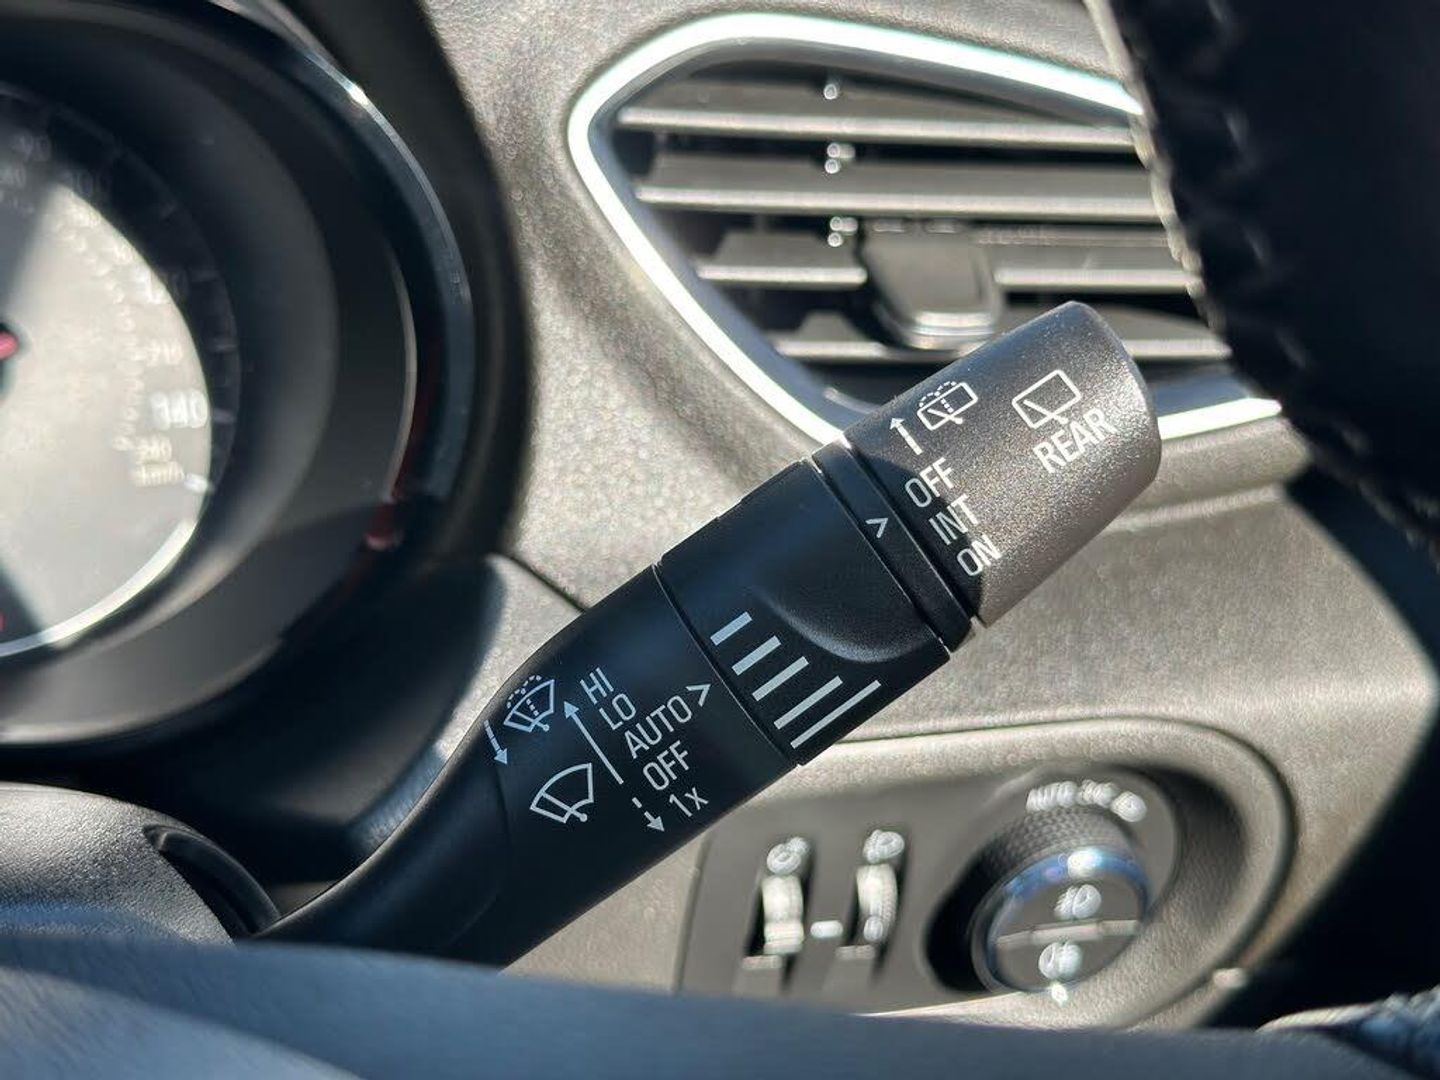 REAR
OFF
INT
ON
>
HI
LO
AUTO >
OFF
1x
140